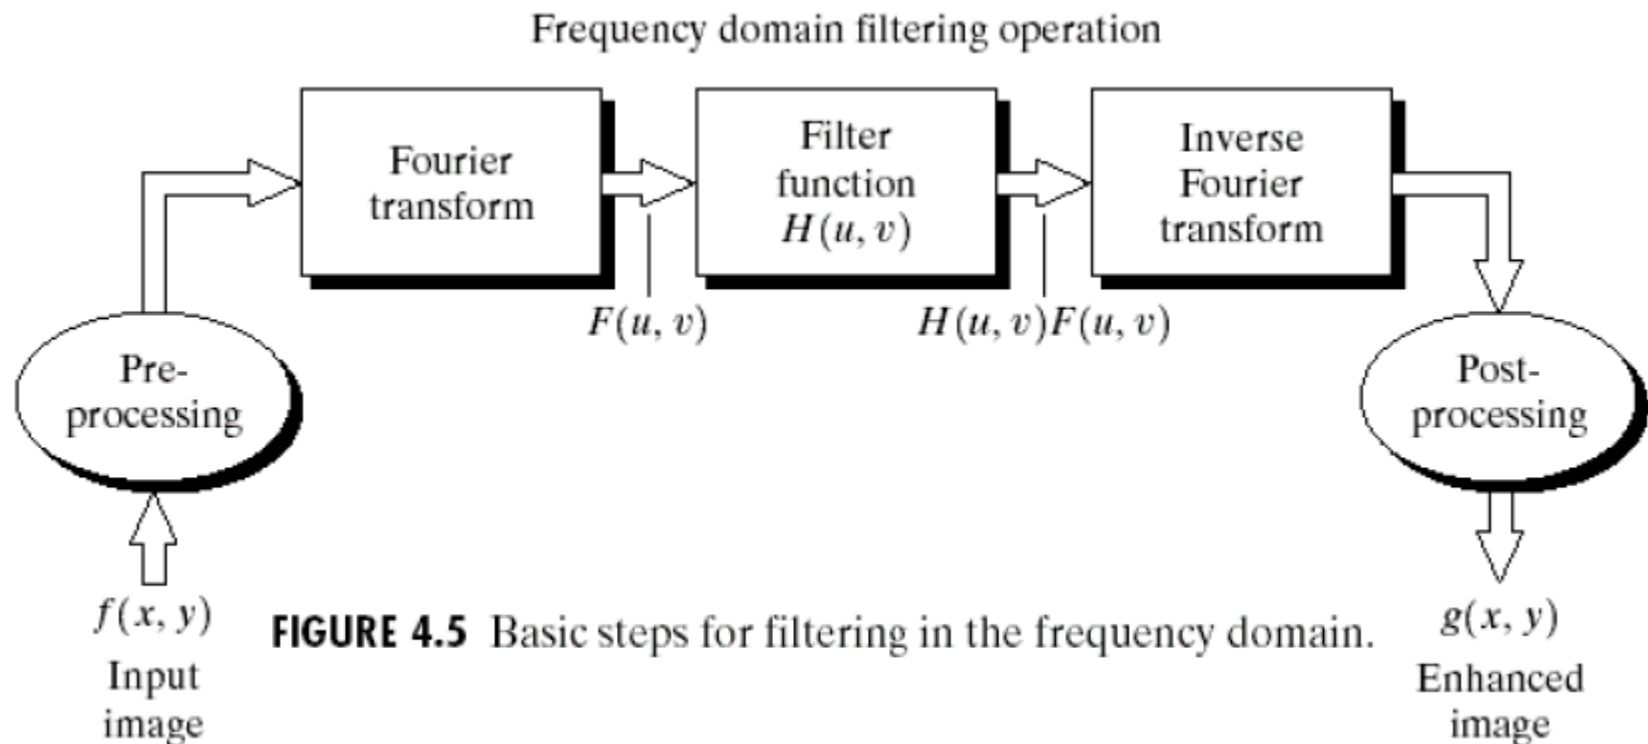 Frequency domain filtering operation
Fourier
transform
Filter
function
H(u, v)
Inverse
Fourier
transform
F(u, v)
H(u, v)F(u, v)
Pre-
processing
Post-
processing
f(x, y)
Input
image
FIGURE 4.5 Basic steps for filtering in the frequency domain.
g(x, y)
Enhanced
image